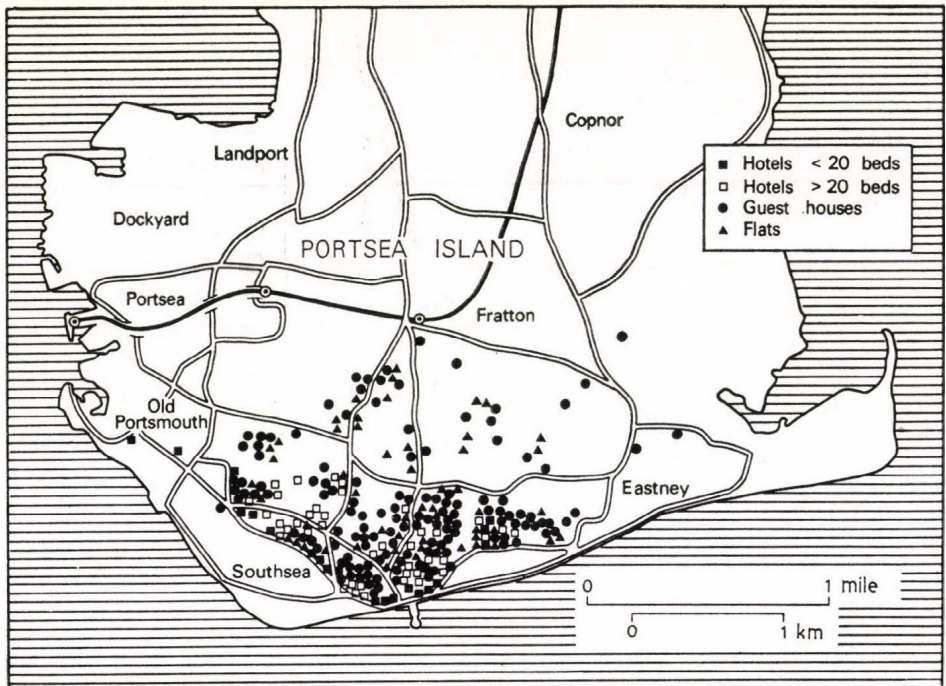 Copnor
Landport
■ Hotels < 20 beds
□ Hotels > 20 beds
● Guest houses
▲ Flats
Dockyard
PORTSEA ISLAND
Portsea
Fratton
Old
Portsmouth
Eastney
Southsea
0 1 mile
0 1 km